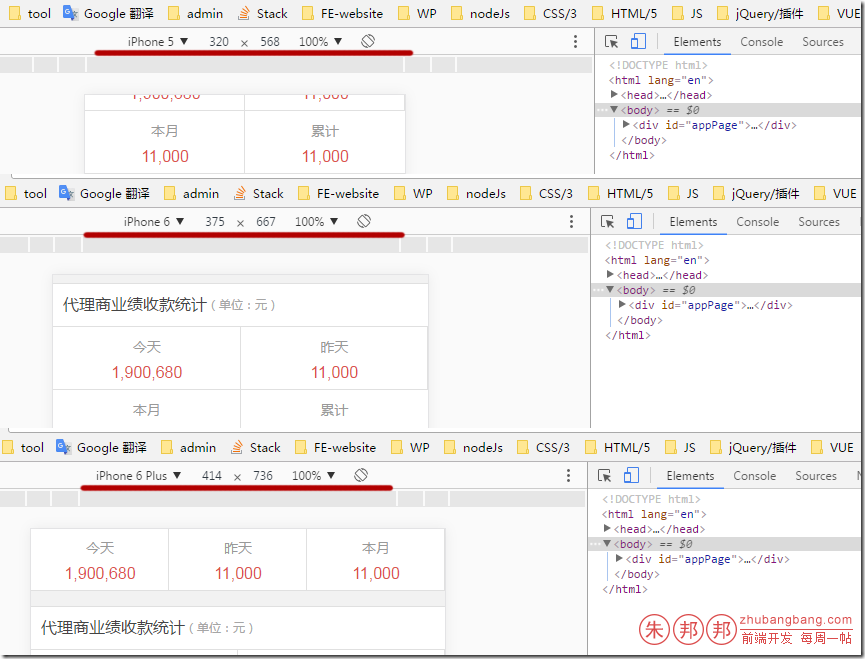 tool Google 翻译 admin Stack FE-website WP nodeJs CSS/3 HTML/5 JS jQuery/插件 VUE
iPhone 5 ▼ 320 × 568 100% ▼ Elements Console Sources
<!DOCTYPE html>
<html lang="en">
▶<head>…</head>
…▼<body> == $0
▶<div id="appPage">…</div>
</body>
</html>
1,900,680 11,000
本月 累计
11,000 11,000
tool Google 翻译 admin Stack FE-website WP nodeJs CSS/3 HTML/5 JS jQuery/插件 VUE
iPhone 6 ▼ 375 × 667 100% ▼ Elements Console Sources
<!DOCTYPE html>
<html lang="en">
▶<head>…</head>
…▼<body> == $0
▶<div id="appPage">…</div>
</body>
</html>
代理商业绩收款统计（单位：元）
今天 昨天
1,900,680 11,000
本月 累计
tool Google 翻译 admin Stack FE-website WP nodeJs CSS/3 HTML/5 JS jQuery/插件 VUE
iPhone 6 Plus ▼ 414 × 736 100% ▼ Elements Console Sources
<!DOCTYPE html>
<html lang="en">
▶<head>…</head>
…▼<body> == $0
▶<div id="appPage">…</div>
</body>
</html>
今天 昨天 本月
1,900,680 11,000 11,000
代理商业绩收款统计（单位：元）
朱邦邦
zhubangbang.com
前端开发 每周一帖